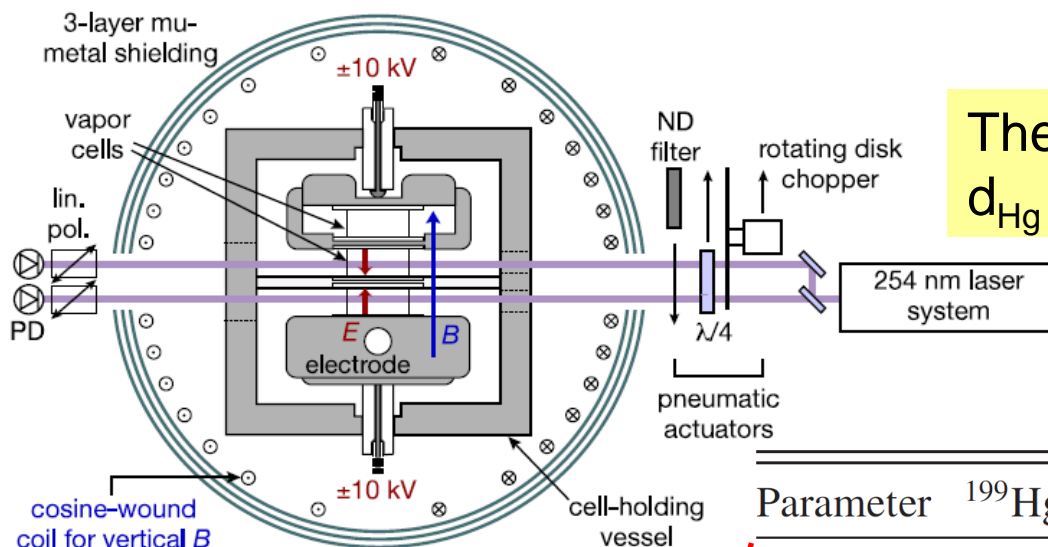 3-layer mu-
metal shielding
±10 kV
vapor
cells
lin.
pol.
PD
E
B
electrode
±10 kV
cosine-wound
coil for vertical B
cell-holding
vessel
ND
filter
rotating disk
chopper
λ/4
pneumatic
actuators
254 nm laser
system
The
dHg
Parameter ¹⁹⁹Hg